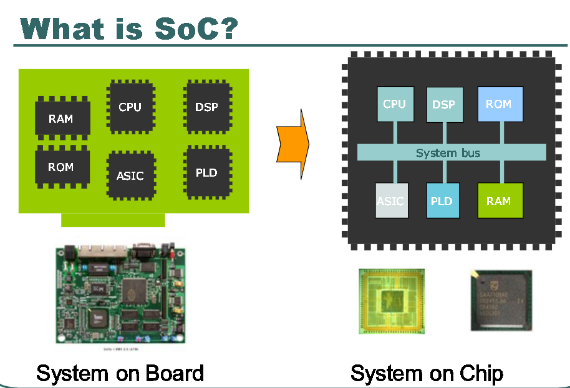 What is SoC?
RAM
CPU
DSP
ROM
ASIC
PLD
CPU
DSP
ROM
System bus
ASIC
PLD
RAM
System on Board
System on Chip